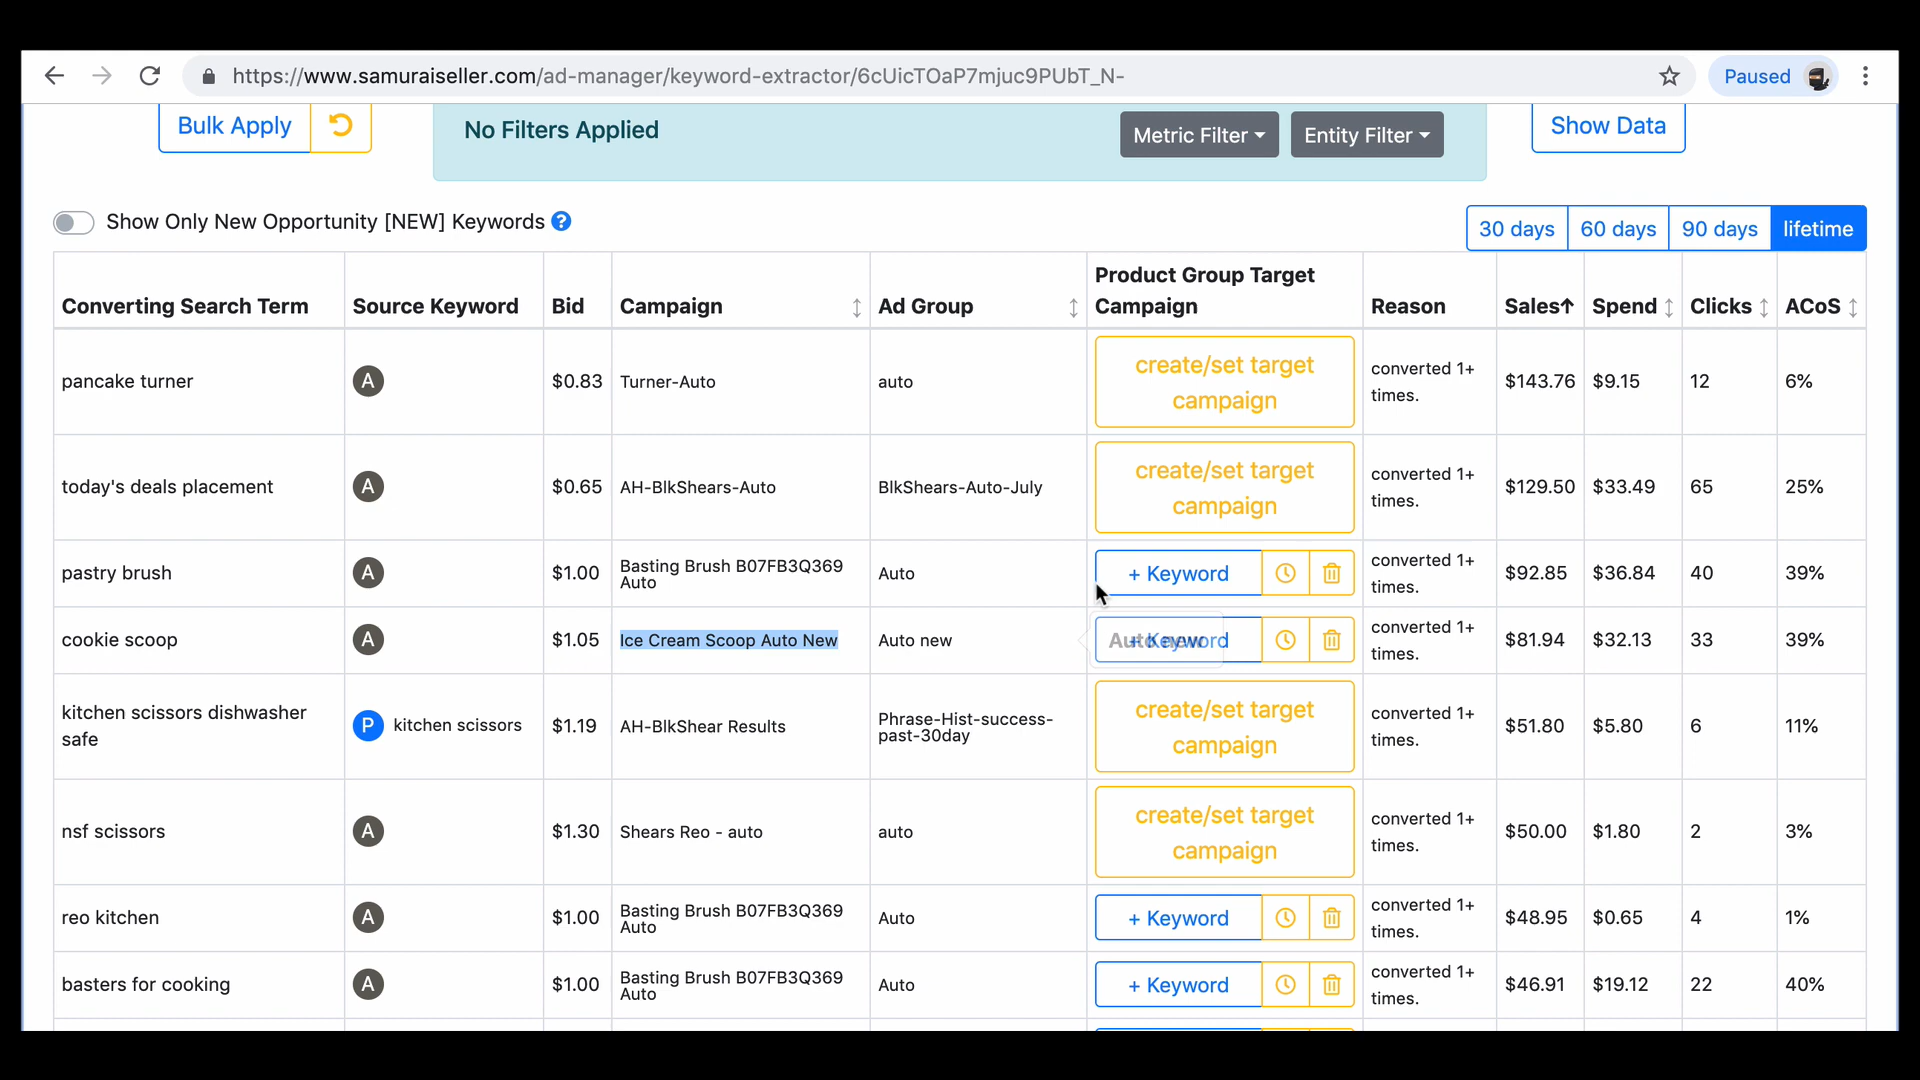 https://www.samuraiseller.com/ad-manager/keyword-extractor/6cUicTOaP7mjuc9PUbT_N-
Paused
Bulk Apply
No Filters Applied
Metric Filter
Entity Filter
Show Data
Show Only New Opportunity [NEW] Keywords ?
30 days
60 days
90 days
lifetime
Converting Search Term
Source Keyword
Bid
Campaign
Ad Group
Product Group Target
Campaign
Reason
Sales↑
Spend
Clicks
ACoS
pancake turner
A
$0.83
Turner-Auto
auto
create/set target
campaign
converted 1+
times.
$143.76
$9.15
12
6%
today's deals placement
A
$0.65
AH-BlkShears-Auto
BlkShears-Auto-July
create/set target
campaign
converted 1+
times.
$129.50
$33.49
65
25%
pastry brush
A
$1.00
Basting Brush B07FB3Q369
Auto
Auto
+ Keyword
converted 1+
times.
$92.85
$36.84
40
39%
cookie scoop
A
$1.05
Ice Cream Scoop Auto New
Auto new
+ Keyword
Auto new
converted 1+
times.
$81.94
$32.13
33
39%
kitchen scissors dishwasher
safe
P kitchen scissors
$1.19
AH-BlkShear Results
Phrase-Hist-success-
past-30day
create/set target
campaign
converted 1+
times.
$51.80
$5.80
6
11%
nsf scissors
A
$1.30
Shears Reo - auto
auto
create/set target
campaign
converted 1+
times.
$50.00
$1.80
2
3%
reo kitchen
A
$1.00
Basting Brush B07FB3Q369
Auto
Auto
+ Keyword
converted 1+
times.
$48.95
$0.65
4
1%
basters for cooking
A
$1.00
Basting Brush B07FB3Q369
Auto
Auto
+ Keyword
converted 1+
times.
$46.91
$19.12
22
40%